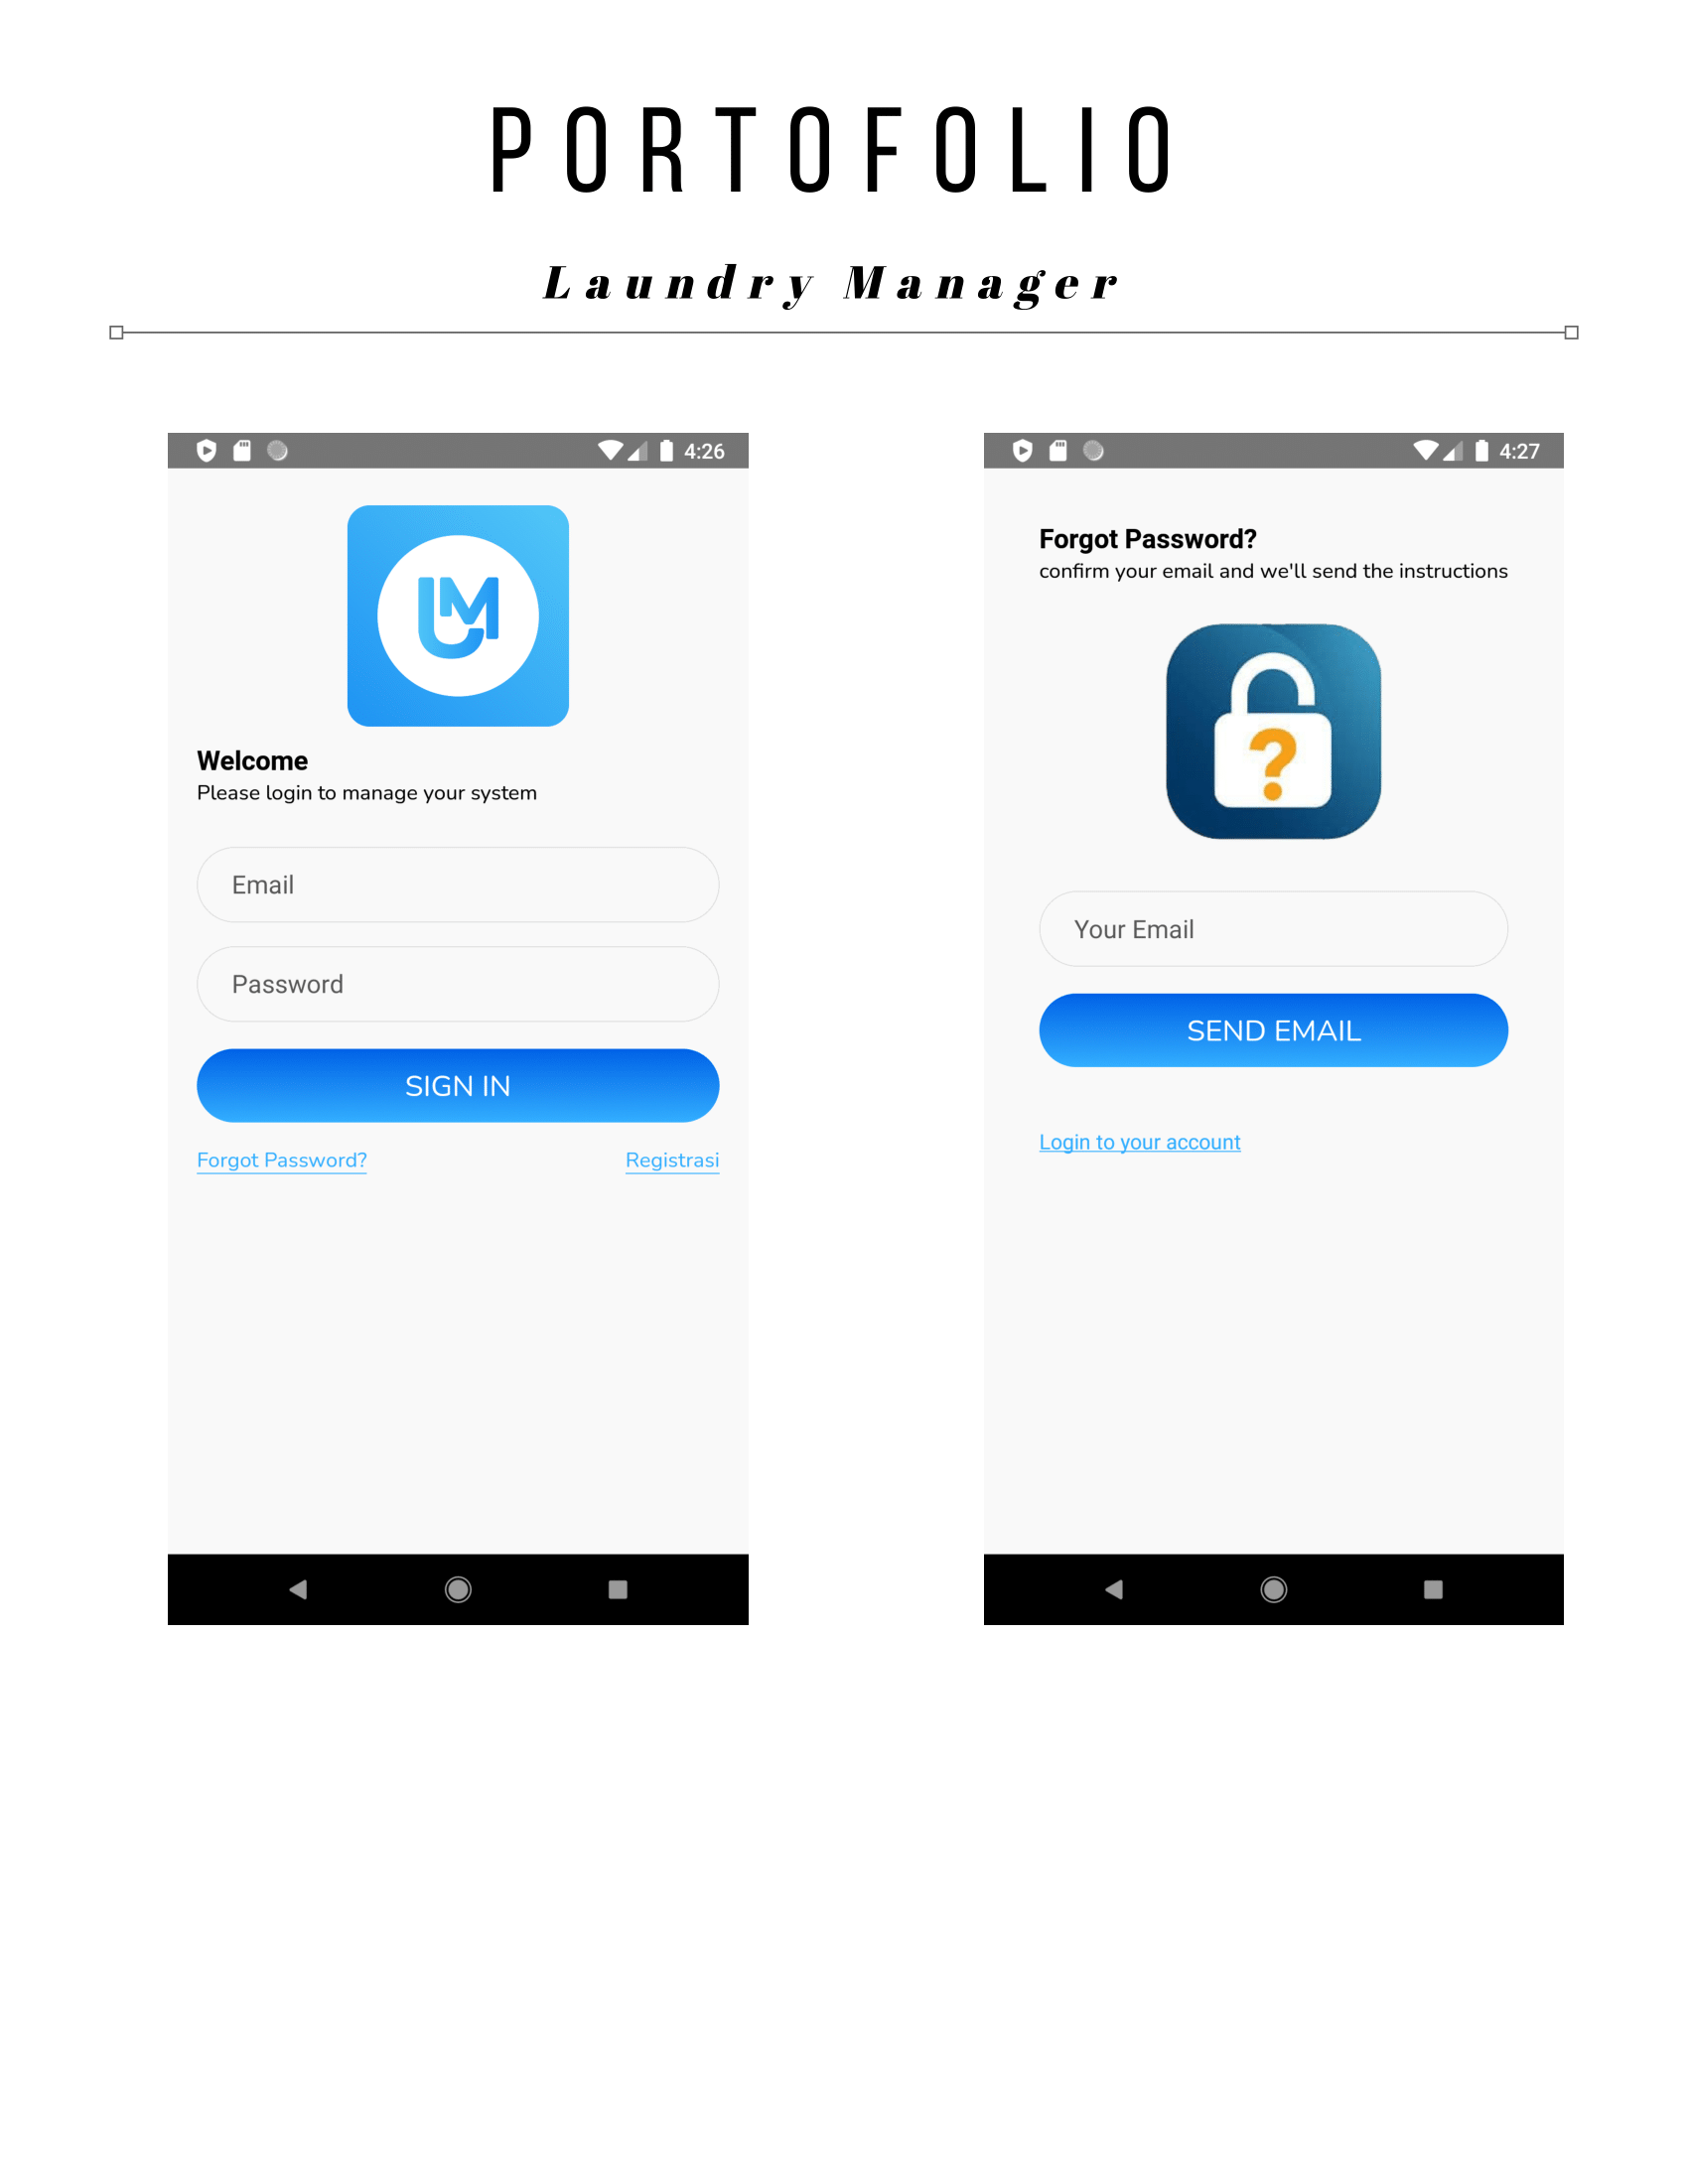 PORTOFOLIO
Laundry Manager
4:26
LM
Welcome
Please login to manage your system
Email
Password
SIGN IN
Forgot Password? Registrasi
4:27
Forgot Password?
confirm your email and we'll send the instructions
?
Your Email
SEND EMAIL
Login to your account